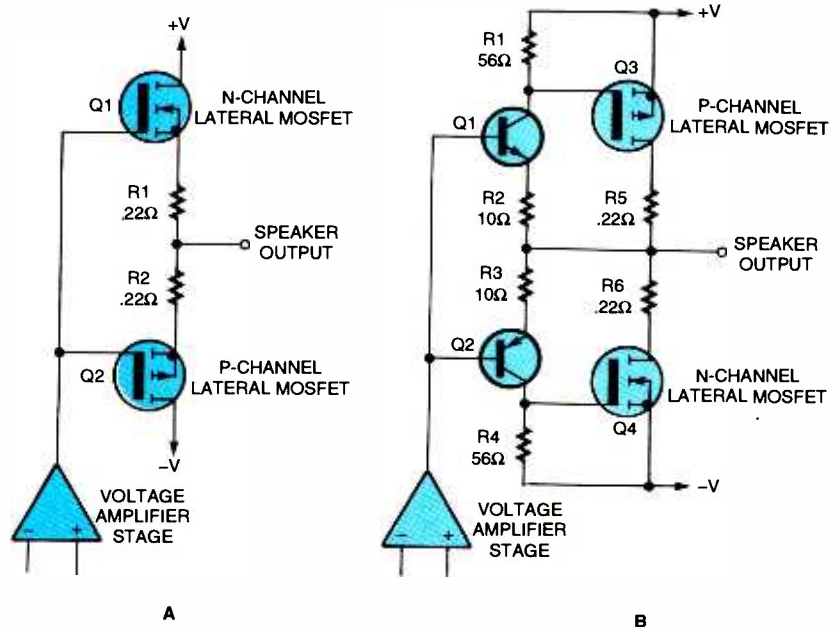 +V
Q1
N-CHANNEL
LATERAL MOSFET
R1
.22Ω
SPEAKER
OUTPUT
R2
.22Ω
Q2
P-CHANNEL
LATERAL MOSFET
–V
VOLTAGE
AMPLIFIER
STAGE
– +
A
+V
R1
56Ω
Q3
P-CHANNEL
LATERAL MOSFET
Q1
R2
10Ω
R5
.22Ω
SPEAKER
OUTPUT
R3
10Ω
R6
.22Ω
Q2
N-CHANNEL
LATERAL MOSFET
Q4
R4
56Ω
–V
VOLTAGE
AMPLIFIER
STAGE
– +
B